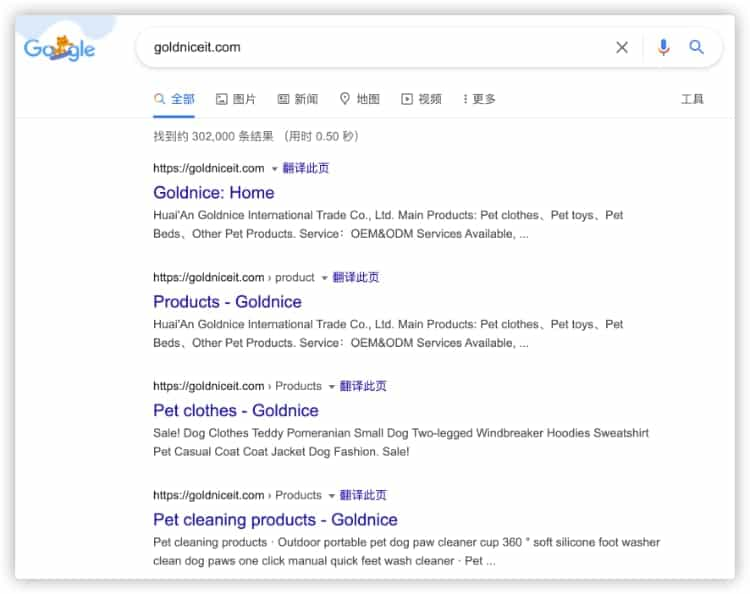 Google
goldniceit.com
全部 图片 新闻 地图 视频 更多 工具
找到约 302,000 条结果 （用时 0.50 秒）
https://goldniceit.com 翻译此页
Goldnice: Home
Huai'An Goldnice International Trade Co., Ltd. Main Products: Pet clothes、Pet toys、Pet
Beds、Other Pet Products. Service：OEM&ODM Services Available, ...
https://goldniceit.com › product 翻译此页
Products - Goldnice
Huai'An Goldnice International Trade Co., Ltd. Main Products: Pet clothes、Pet toys、Pet
Beds、Other Pet Products. Service：OEM&ODM Services Available, ...
https://goldniceit.com › Products 翻译此页
Pet clothes - Goldnice
Sale! Dog Clothes Teddy Pomeranian Small Dog Two-legged Windbreaker Hoodies Sweatshirt
Pet Casual Coat Coat Jacket Dog Fashion. Sale!
https://goldniceit.com › Products 翻译此页
Pet cleaning products - Goldnice
Pet cleaning products · Outdoor portable pet dog paw cleaner cup 360 ° soft silicone foot washer
clean dog paws one click manual quick feet wash cleaner · Pet ...